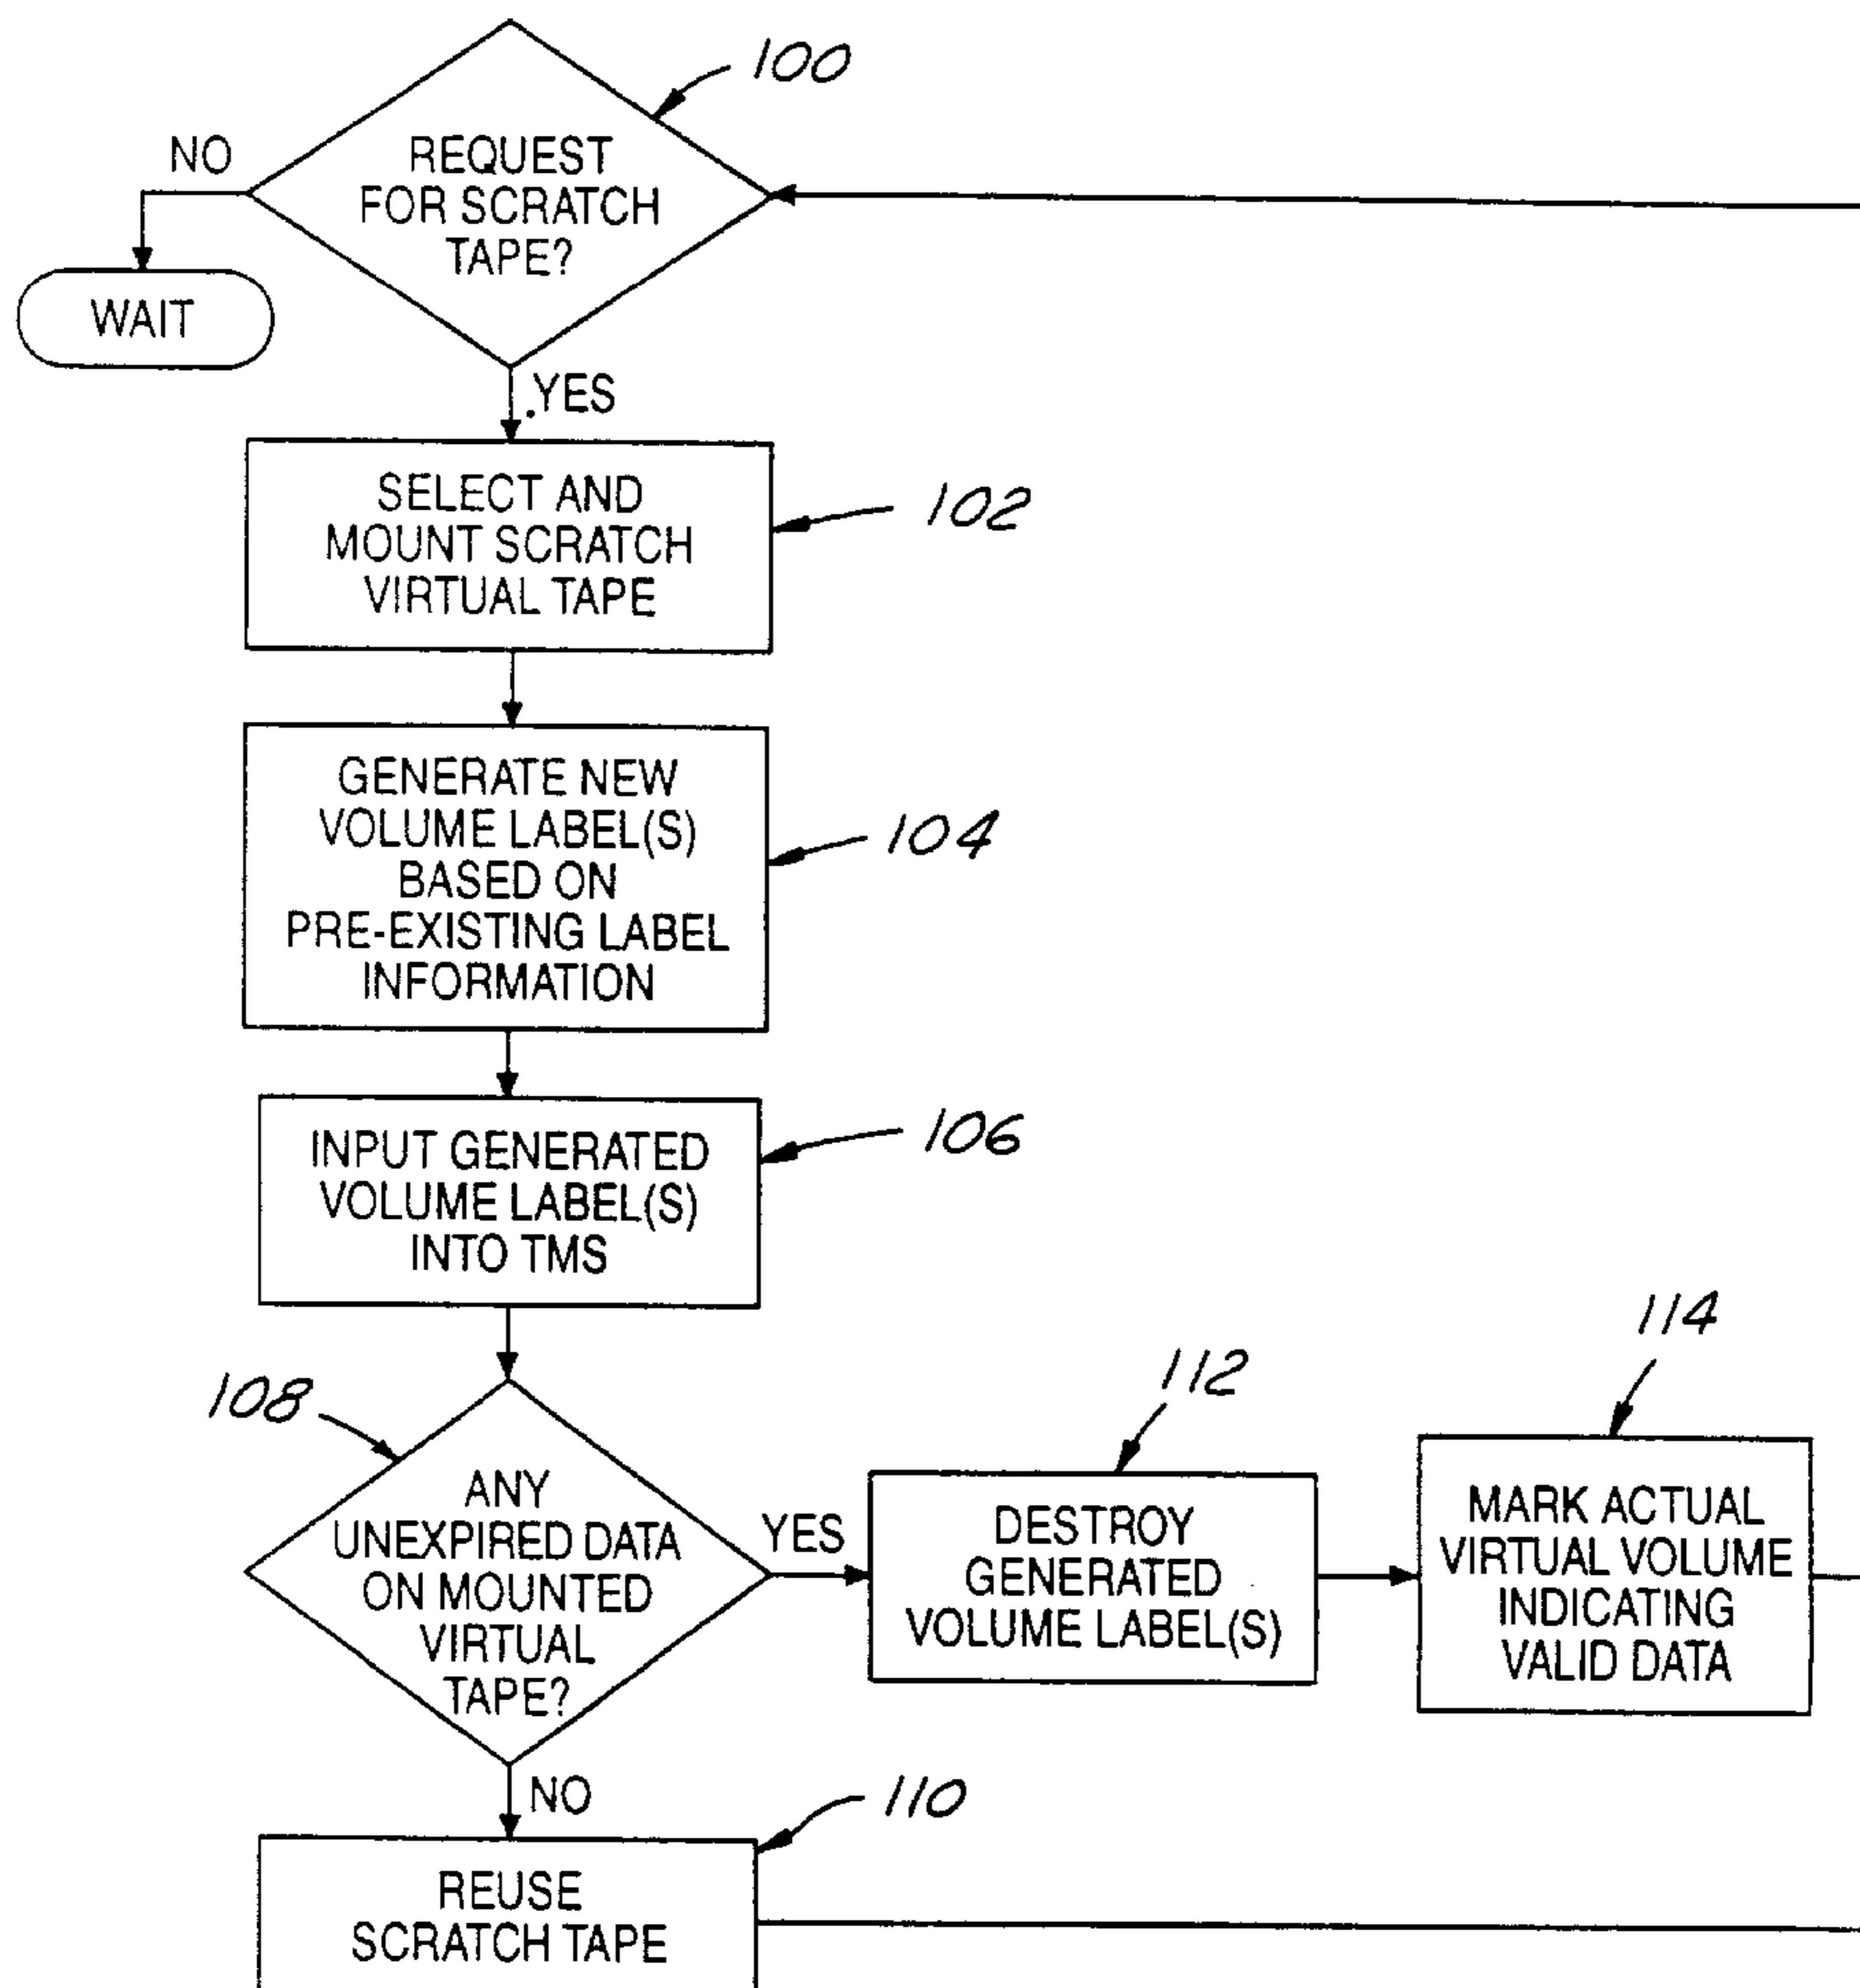 100
NO
REQUEST
FOR SCRATCH
TAPE?
WAIT
YES
SELECT AND
MOUNT SCRATCH
VIRTUAL TAPE
102
GENERATE NEW
VOLUME LABEL(S)
BASED ON
PRE-EXISTING LABEL
INFORMATION
104
INPUT GENERATED
VOLUME LABEL(S)
INTO TMS
106
108
ANY
UNEXPIRED DATA
ON MOUNTED
VIRTUAL
TAPE?
YES
112
DESTROY
GENERATED
VOLUME LABEL(S)
114
MARK ACTUAL
VIRTUAL VOLUME
INDICATING
VALID DATA
NO
110
REUSE
SCRATCH TAPE